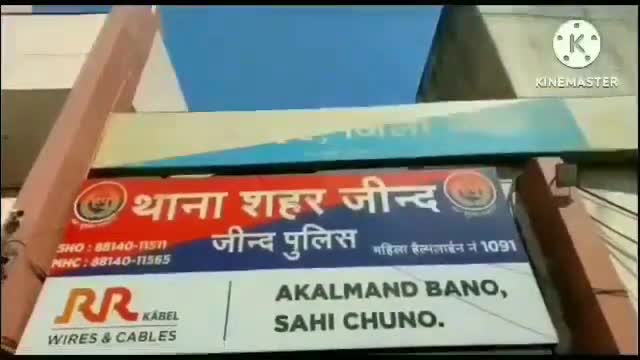 KINEMASTER
थाना शहर जीन्द
जीन्द पुलिस
SHO : 88140-11511
MHC : 88140-11565
महिला हैल्पलाईन नं 1091
RR KABEL
WIRES & CABLES
AKALMAND BANO,
SAHI CHUNO.